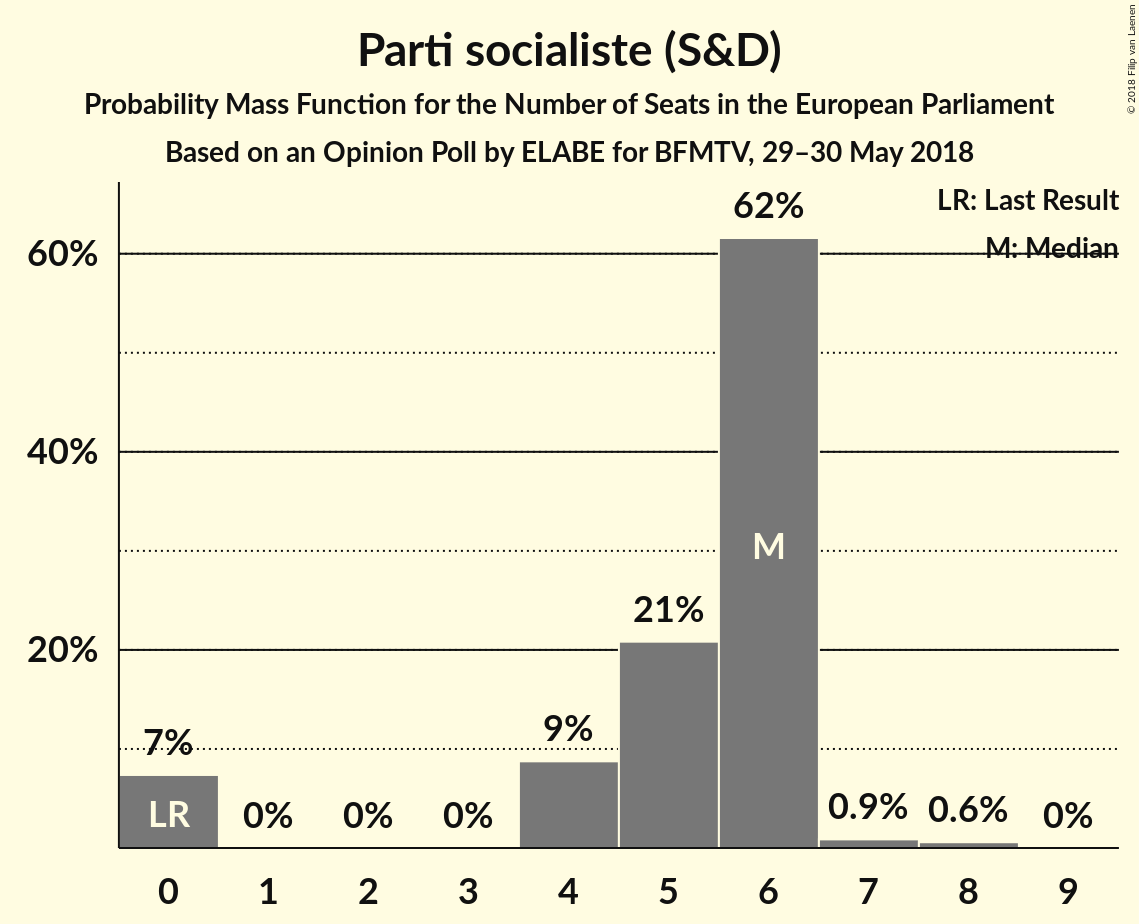 Parti socialiste (S&D)
Probability Mass Function for the Number of Seats in the European Parliament
Based on an Opinion Poll by ELABE for BFMTV, 29–30 May 2018
© 2018 Filip van Laenen
LR: Last Result
M: Median
60%
40%
20%
7%
0%
0%
0%
9%
21%
62%
0.9%
0.6%
0%
LR
M
0 1 2 3 4 5 6 7 8 9